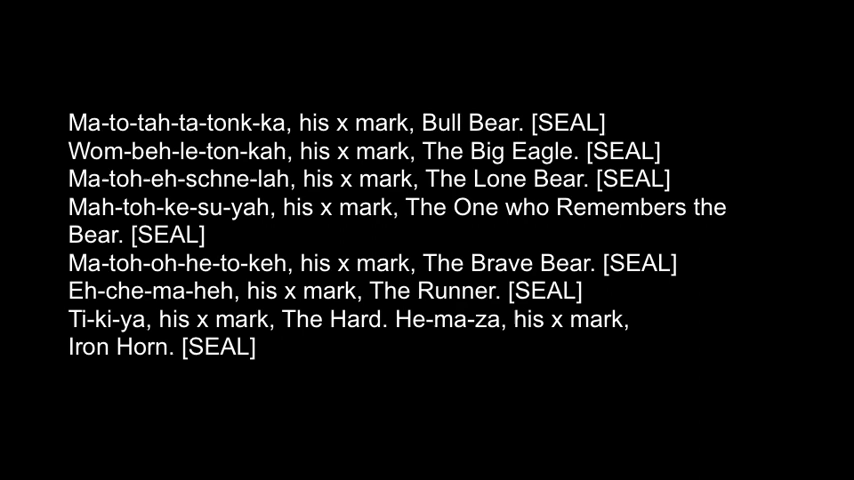 Ma-to-tah-ta-tonk-ka, his x mark, Bull Bear. [SEAL]
Wom-beh-le-ton-kah, his x mark, The Big Eagle. [SEAL]
Ma-toh-eh-schne-lah, his x mark, The Lone Bear. [SEAL]
Mah-toh-ke-su-yah, his x mark, The One who Remembers the
Bear. [SEAL]
Ma-toh-oh-he-to-keh, his x mark, The Brave Bear. [SEAL]
Eh-che-ma-heh, his x mark, The Runner. [SEAL]
Ti-ki-ya, his x mark, The Hard. He-ma-za, his x mark,
Iron Horn. [SEAL]